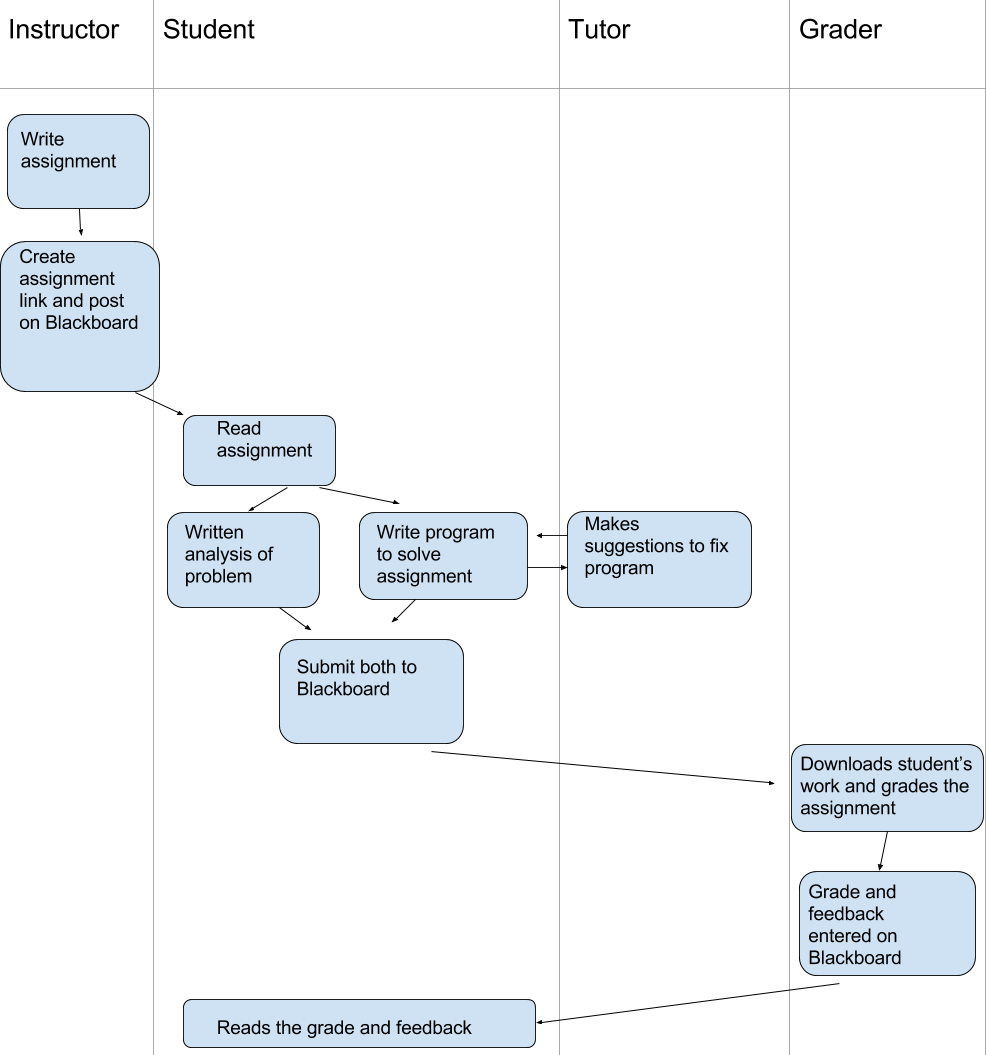 Instructor
Student
Tutor
Grader
Write
assignment
Create
assignment
link and post
on Blackboard
Read
assignment
Written
analysis of
problem
Write program
to solve
assignment
Makes
suggestions to fix
program
Submit both to
Blackboard
Downloads student’s
work and grades the
assignment
Grade and
feedback
entered on
Blackboard
Reads the grade and feedback